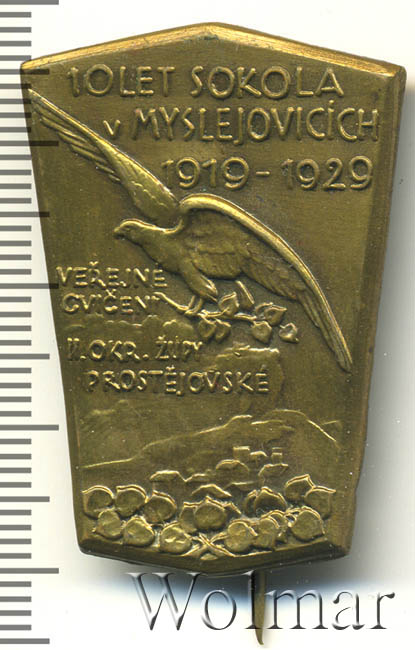 10 LET SOKOLA
V MYSLEJOVICÍCH
1919-1929
VEŘEJNÉ
CVIČENÍ
II. OKR. ŽUPY
PROSTĚJOVSKÉ
Wolmar